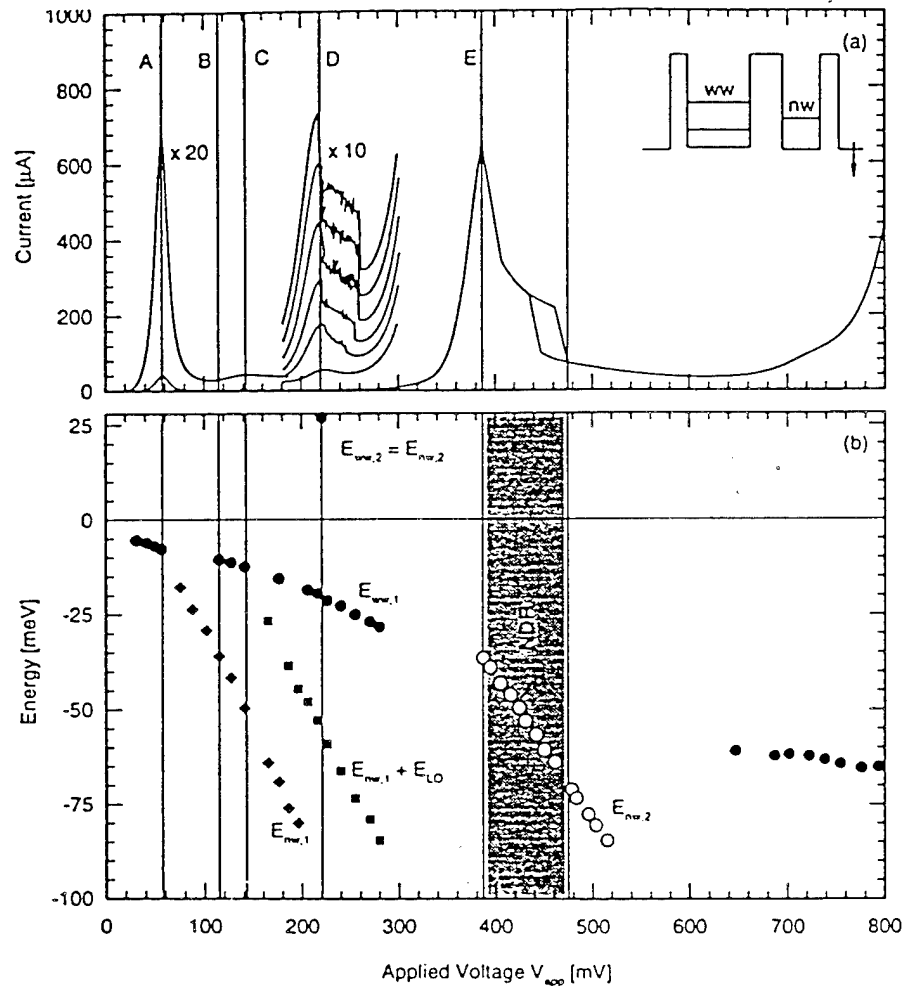 1000
800
600
400
200
0
Current [µA]
A
B
C
D
E
(a)
x 20
x 10
ww
nw
25
0
-25
-50
-75
-100
Energy [meV]
(b)
E_ww,2 = E_nw,2
E_ww,1
E_nw,1 + E_LO
E_nw,1
NDR
E_nw,2
0
100
200
300
400
500
600
700
800
Applied Voltage V_app [mV]